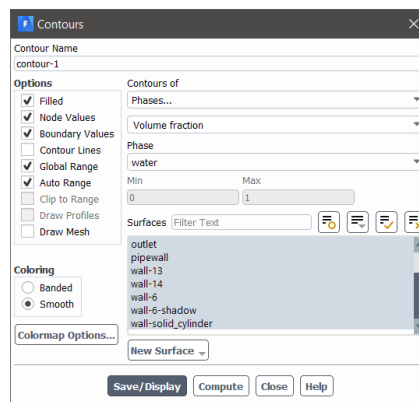 Contours
Contour Name
contour-1
Options
Filled
Node Values
Boundary Values
Contour Lines
Global Range
Auto Range
Clip to Range
Draw Profiles
Draw Mesh
Coloring
Banded
Smooth
Colormap Options...
Contours of
Phases...
Volume fraction
Phase
water
Min Max
0 1
Surfaces Filter Text
outlet
pipewall
wall-13
wall-14
wall-6
wall-6-shadow
wall-solid_cylinder
New Surface
Save/Display Compute Close Help